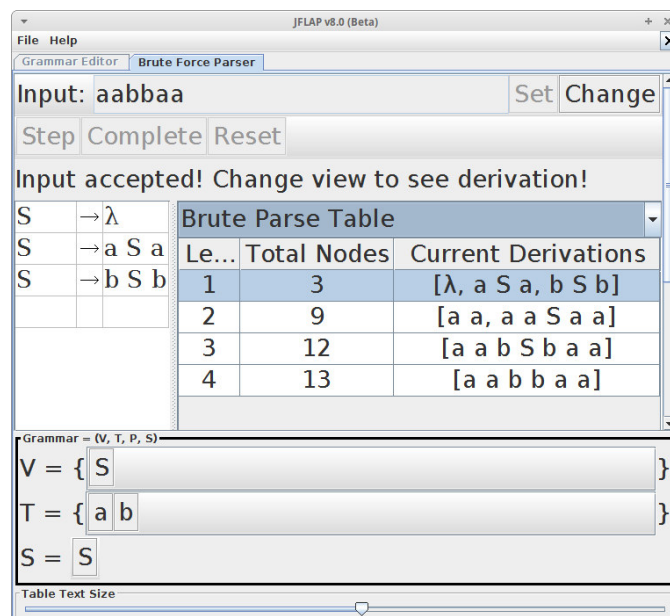 JFLAP v8.0 (Beta)
File Help
Grammar Editor Brute Force Parser
Input: aabbaa Set Change
Step Complete Reset
Input accepted! Change view to see derivation!
S → λ
S → a S a
S → b S b
Brute Parse Table
Le... Total Nodes Current Derivations
1 3 [λ, a S a, b S b]
2 9 [a a, a a S a a]
3 12 [a a b S b a a]
4 13 [a a b b a a]
Grammar = (V, T, P, S)
V = { S }
T = { a b }
S = S
Table Text Size